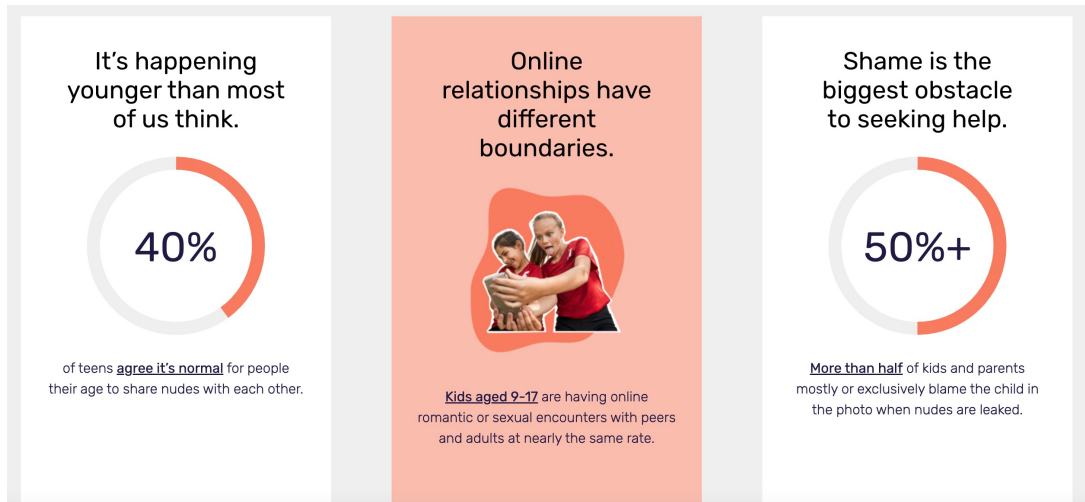 It’s happening
younger than most
of us think.
40%
of teens agree it’s normal for people
their age to share nudes with each other.
Online
relationships have
different
boundaries.
Kids aged 9-17 are having online
romantic or sexual encounters with peers
and adults at nearly the same rate.
Shame is the
biggest obstacle
to seeking help.
50%+
More than half of kids and parents
mostly or exclusively blame the child in
the photo when nudes are leaked.